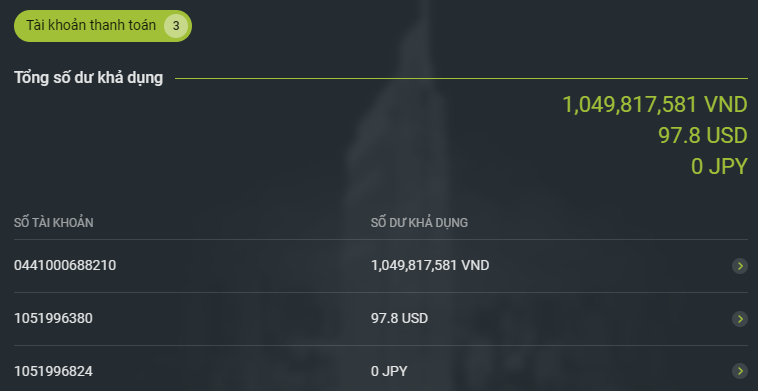 Tài khoản thanh toán 3
Tổng số dư khả dụng
1,049,817,581 VND
97.8 USD
0 JPY
SỐ TÀI KHOẢN SỐ DƯ KHẢ DỤNG
0441000688210 1,049,817,581 VND
1051996380 97.8 USD
1051996824 0 JPY